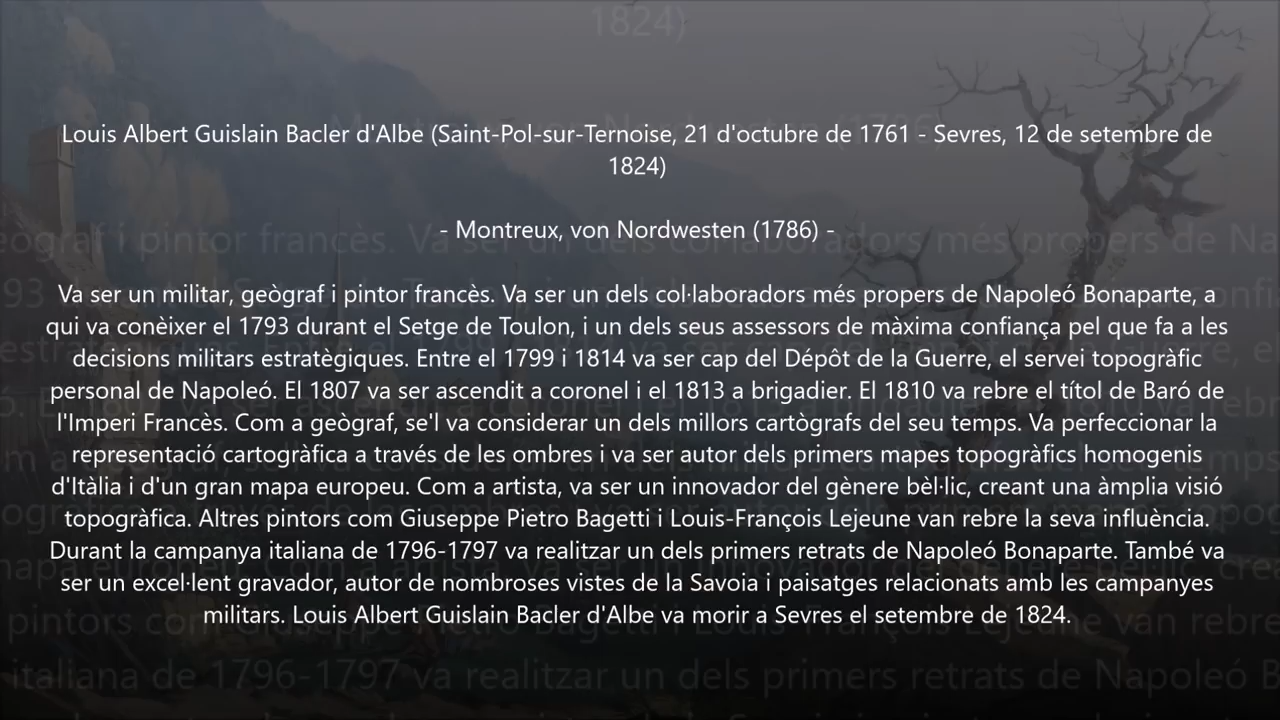 Louis Albert Guislain Bacler d'Albe (Saint-Pol-sur-Ternoise, 21 d'octubre de 1761 - Sevres, 12 de setembre de
1824)
- Montreux, von Nordwesten (1786) -
Va ser un militar, geògraf i pintor francès. Va ser un dels col·laboradors més propers de Napoleó Bonaparte, a
qui va conèixer el 1793 durant el Setge de Toulon, i un dels seus assessors de màxima confiança pel que fa a les
decisions militars estratègiques. Entre el 1799 i 1814 va ser cap del Dépôt de la Guerre, el servei topogràfic
personal de Napoleó. El 1807 va ser ascendit a coronel i el 1813 a brigadier. El 1810 va rebre el títol de Baró de
l'Imperi Francès. Com a geògraf, se'l va considerar un dels millors cartògrafs del seu temps. Va perfeccionar la
representació cartogràfica a través de les ombres i va ser autor dels primers mapes topogràfics homogenis
d'Itàlia i d'un gran mapa europeu. Com a artista, va ser un innovador del gènere bèl·lic, creant una àmplia visió
topogràfica. Altres pintors com Giuseppe Pietro Bagetti i Louis-François Lejeune van rebre la seva influència.
Durant la campanya italiana de 1796-1797 va realitzar un dels primers retrats de Napoleó Bonaparte. També va
ser un excel·lent gravador, autor de nombroses vistes de la Savoia i paisatges relacionats amb les campanyes
militars. Louis Albert Guislain Bacler d'Albe va morir a Sevres el setembre de 1824.